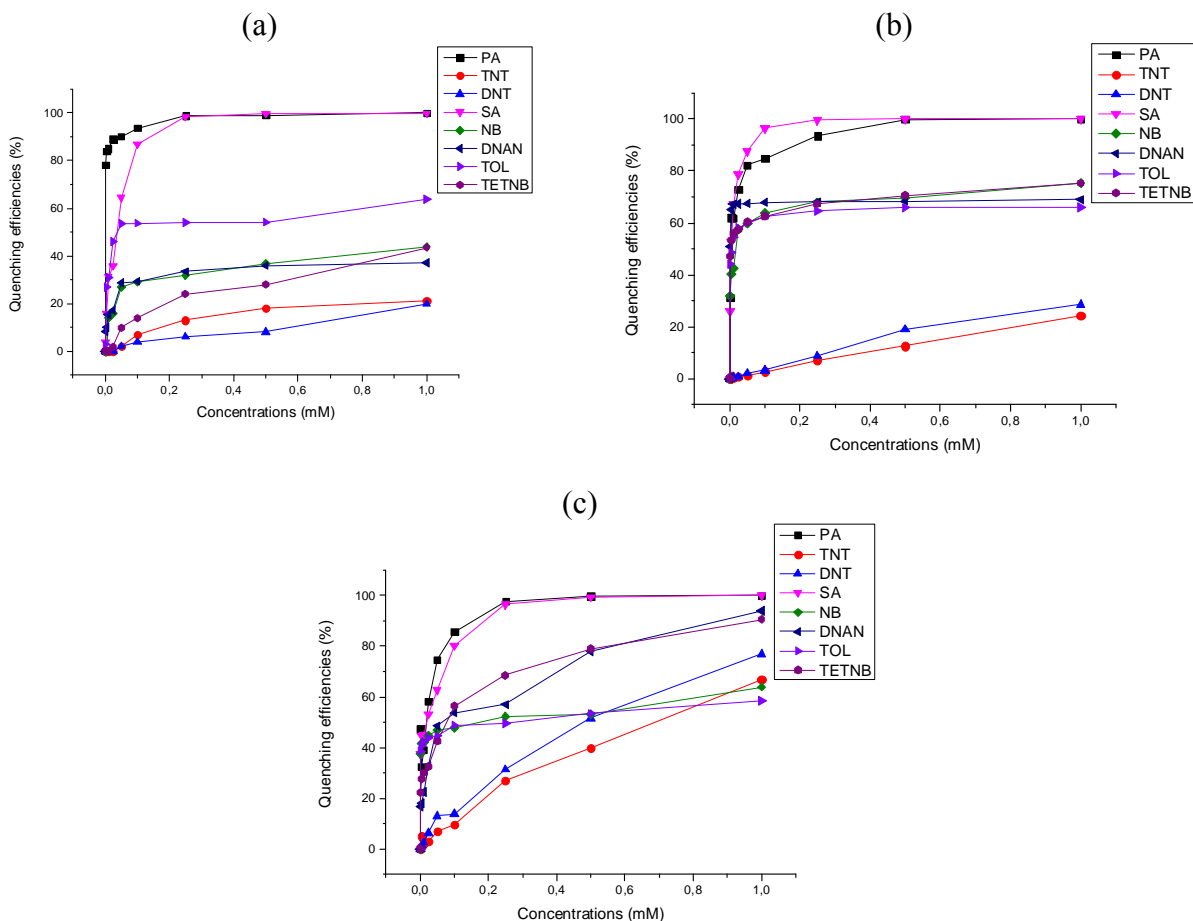 (a)
PA
TNT
DNT
SA
NB
DNAN
TOL
TETNB
100
80
60
40
20
0
Quenching efficiencies (%)
0,0 0,2 0,4 0,6 0,8 1,0
Concentrations (mM)
(b)
PA
TNT
DNT
SA
NB
DNAN
TOL
TETNB
100
80
60
40
20
0
Quenching efficiencies (%)
0,0 0,2 0,4 0,6 0,8 1,0
Concentrations (mM)
(c)
PA
TNT
DNT
SA
NB
DNAN
TOL
TETNB
100
80
60
40
20
0
Quenching efficiencies (%)
0,0 0,2 0,4 0,6 0,8 1,0
Concentrations (mM)